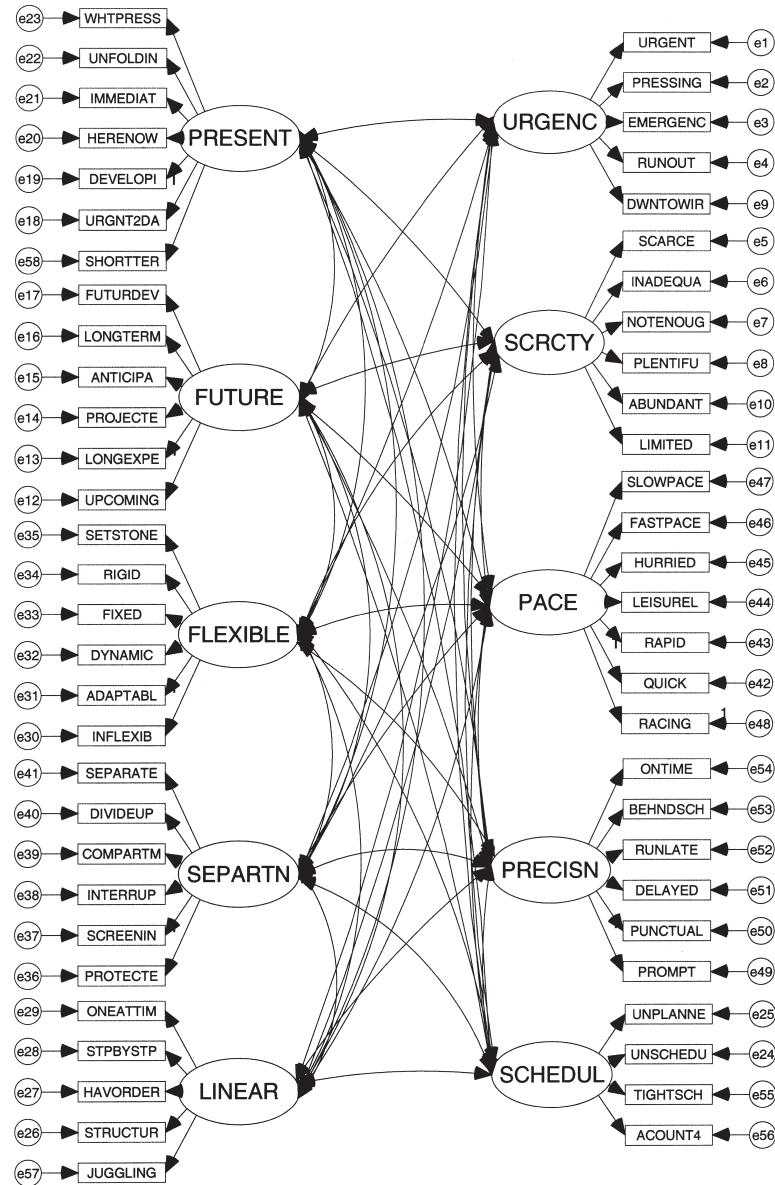 e23 WHTPRESS
e22 UNFOLDIN
e21 IMMEDIAT
e20 HERENOW
e19 DEVELOPI 1
e18 URGNT2DA
e58 SHORTTER
PRESENT
e17 FUTURDEV
e16 LONGTERM
e15 ANTICIPA
e14 PROJECTE
e13 LONGEXPE
e12 UPCOMING
FUTURE
e35 SETSTONE
e34 RIGID
e33 FIXED
e32 DYNAMIC
e31 ADAPTABL
e30 INFLEXIB
FLEXIBLE
e41 SEPARATE
e40 DIVIDEUP
e39 COMPARTM
e38 INTERRUP
e37 SCREENIN
e36 PROTECTE
SEPARTN
e29 ONEATTIM
e28 STPBYSTP
e27 HAVORDER
e26 STRUCTUR
e57 JUGGLING
LINEAR
URGENC
URGENT e1
PRESSING e2
EMERGENC e3
RUNOUT e4
DWNTOWIR e9
SCRCTY
SCARCE e5
INADEQUA e6
NOTENOUG e7
PLENTIFU e8
ABUNDANT e10
LIMITED e11
PACE
SLOWPACE e47
FASTPACE e46
HURRIED e45
LEISUREL e44
1 RAPID e43
QUICK e42
RACING 1 e48
PRECISN
ONTIME e54
BEHNDSCH e53
RUNLATE e52
DELAYED e51
PUNCTUAL e50
PROMPT e49
SCHEDUL
UNPLANNE e25
UNSCHEDU e24
TIGHTSCH e55
ACOUNT4 e56